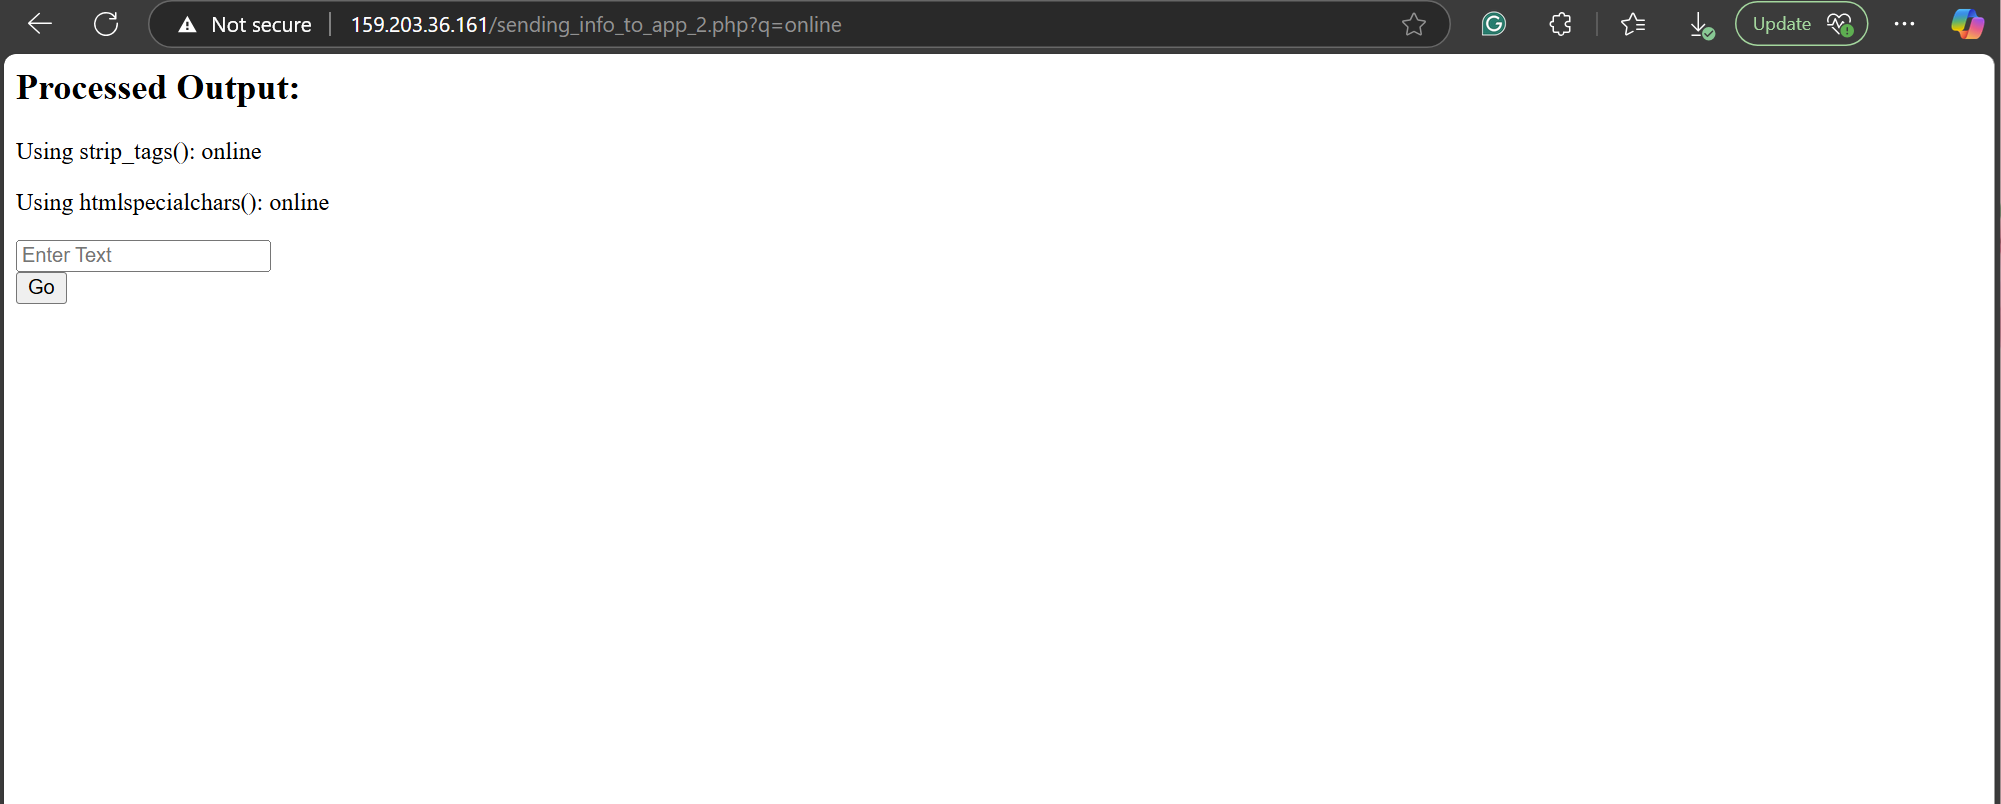 Not secure 159.203.36.161/sending_info_to_app_2.php?q=online Update
Processed Output:
Using strip_tags(): online
Using htmlspecialchars(): online
Enter Text
Go